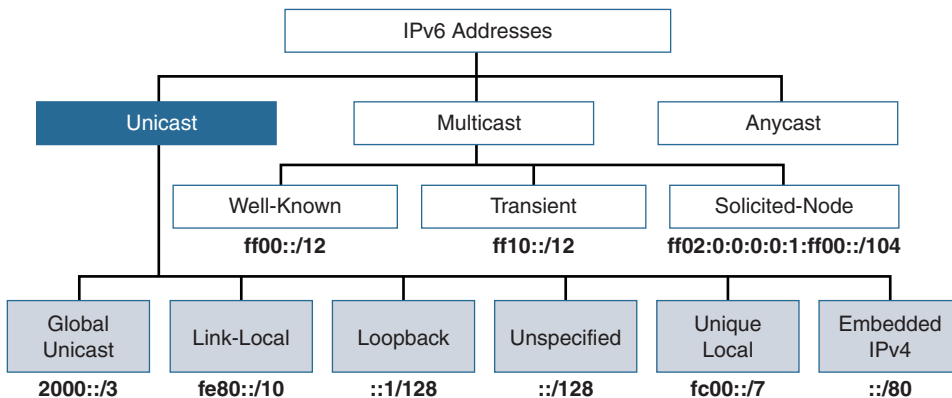 IPv6 Addresses
Unicast
Multicast
Anycast
Well-Known
Transient
Solicited-Node
ff00::/12
ff10::/12
ff02:0:0:0:0:1:ff00::/104
Global
Unicast
Link-Local
Loopback
Unspecified
Unique
Local
Embedded
IPv4
2000::/3
fe80::/10
::1/128
::/128
fc00::/7
::/80